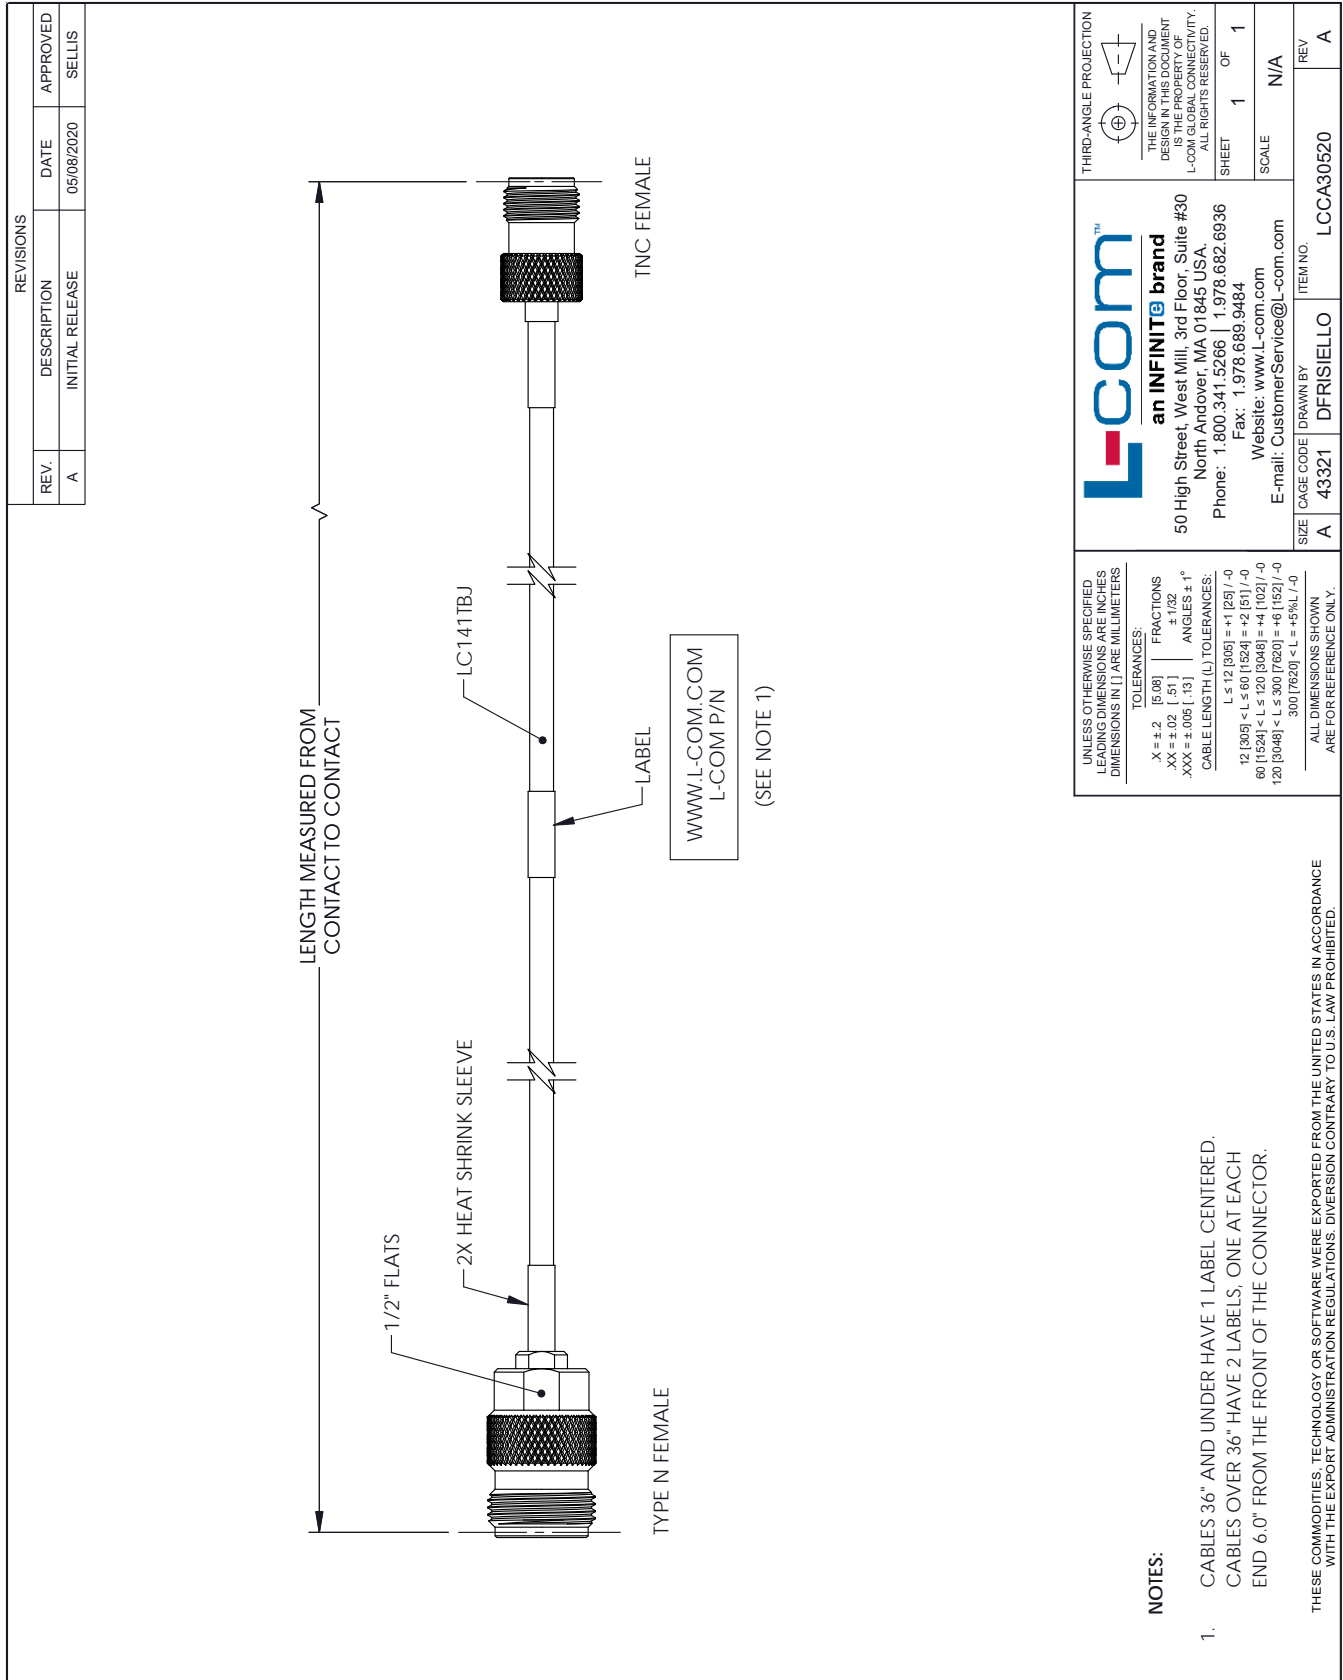 REVISIONS
REV. DESCRIPTION DATE APPROVED
A INITIAL RELEASE 05/08/2020 SELLIS
LENGTH MEASURED FROM
CONTACT TO CONTACT
1/2" FLATS
2X HEAT SHRINK SLEEVE
LC141TBJ
LABEL
TYPE N FEMALE
TNC FEMALE
WWW.L-COM.COM
L-COM P/N
(SEE NOTE 1)
NOTES:
1. CABLES 36" AND UNDER HAVE 1 LABEL CENTERED.
CABLES OVER 36" HAVE 2 LABELS, ONE AT EACH
END 6.0" FROM THE FRONT OF THE CONNECTOR.
THESE COMMODITIES, TECHNOLOGY OR SOFTWARE WERE EXPORTED FROM THE UNITED STATES IN ACCORDANCE
WITH THE EXPORT ADMINISTRATION REGULATIONS. DIVERSION CONTRARY TO U.S. LAW PROHIBITED.
UNLESS OTHERWISE SPECIFIED
LEADING DIMENSIONS ARE INCHES
DIMENSIONS IN [ ] ARE MILLIMETERS
TOLERANCES:
.X = ± .2 [5.08] FRACTIONS
.XX = ± .02 [ .51 ] ± 1/32
.XXX = ± .005 [ .13 ] ANGLES ± 1°
CABLE LENGTH (L) TOLERANCES:
L ≤ 12 [305] = +1 [25] / -0
12 [305] < L ≤ 60 [1524] = +2 [51] / -0
60 [1524] < L ≤ 120 [3048] = +4 [102] / -0
120 [3048] < L ≤ 300 [7620] = +6 [152] / -0
300 [7620] < L = +5%L / -0
ALL DIMENSIONS SHOWN
ARE FOR REFERENCE ONLY.
L-com™
an INFINITe brand
50 High Street, West Mill, 3rd Floor, Suite #30
North Andover, MA 01845 USA.
Phone: 1.800.341.5266 | 1.978.682.6936
Fax: 1.978.689.9484
Website: www.L-com.com
E-mail: CustomerService@L-com.com
THIRD-ANGLE PROJECTION
THE INFORMATION AND
DESIGN IN THIS DOCUMENT
IS THE PROPERTY OF
L-COM GLOBAL CONNECTIVITY.
ALL RIGHTS RESERVED.
SHEET 1 OF 1
SCALE N/A
SIZE CAGE CODE DRAWN BY ITEM NO. REV
A 43321 DFRISIELLO LCCA30520 A